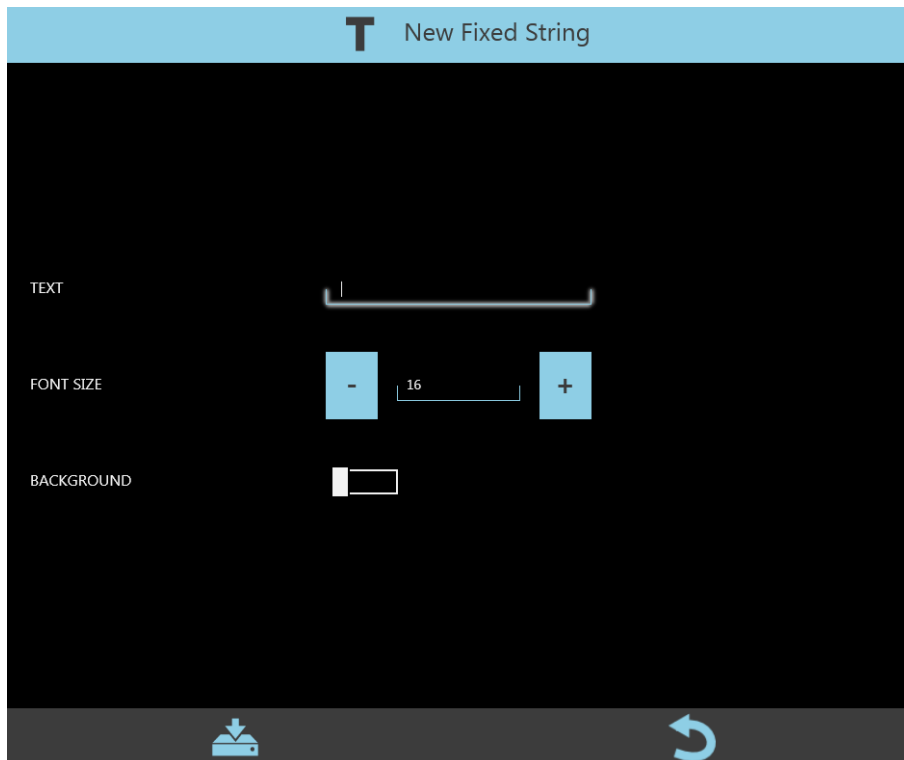 T New Fixed String
TEXT
FONT SIZE - 16 +
BACKGROUND